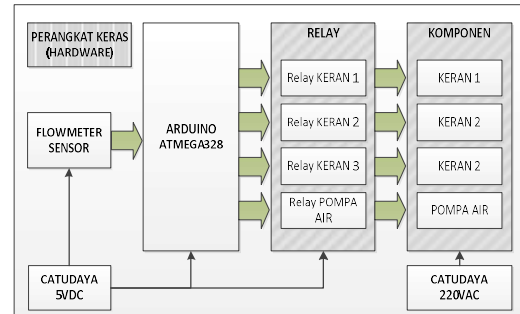 PERANGKAT KERAS
(HARDWARE)
FLOWMETER
SENSOR
CATUDAYA
5VDC
ARDUINO
ATMEGA328
RELAY
Relay KERAN 1
Relay KERAN 2
Relay KERAN 3
Relay POMPA
AIR
KOMPONEN
KERAN 1
KERAN 2
KERAN 2
POMPA AIR
CATUDAYA
220VAC